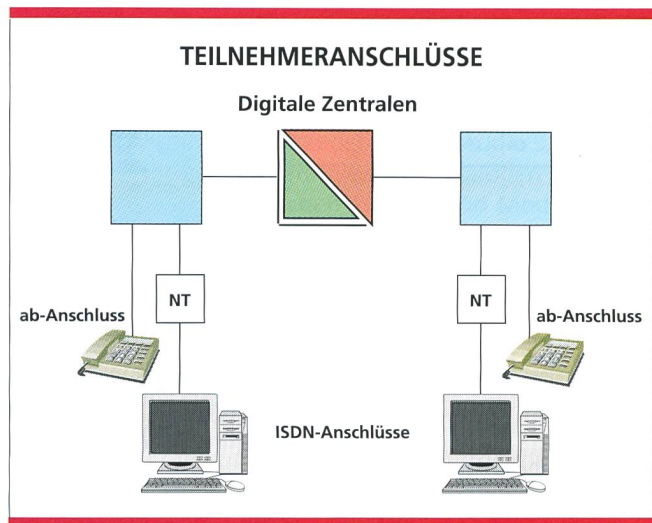 TEILNEHMERANSCHLÜSSE
Digitale Zentralen
NT
NT
ab-Anschluss
ab-Anschluss
ISDN-Anschlüsse